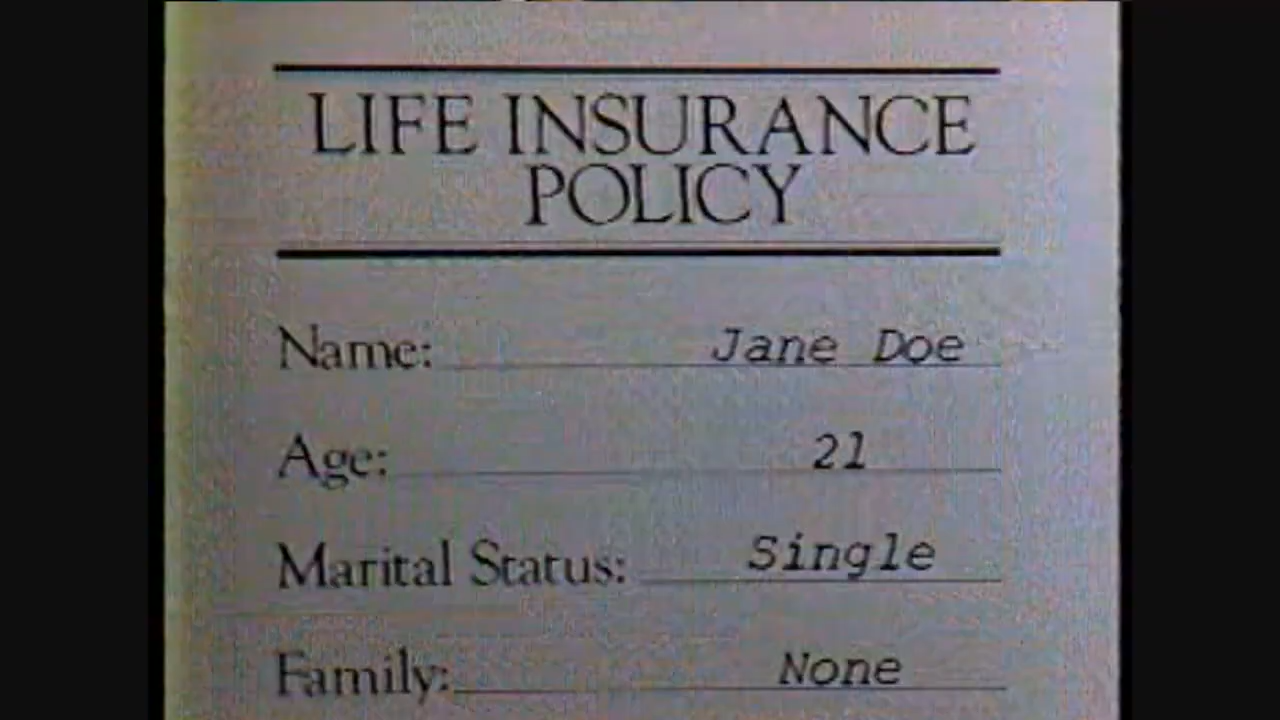 LIFE INSURANCE
POLICY
Name: Jane Doe
Age: 21
Marital Status: Single
Family: None